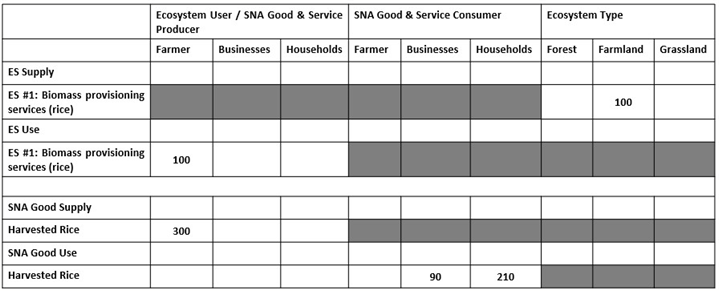 Ecosystem User / SNA Good & Service Producer SNA Good & Service Consumer Ecosystem Type
Farmer Businesses Households Farmer Businesses Households Forest Farmland Grassland
ES Supply
ES #1: Biomass provisioning
services (rice) 100
ES Use
ES #1: Biomass provisioning
services (rice) 100
SNA Good Supply
Harvested Rice 300
SNA Good Use
Harvested Rice 90 210